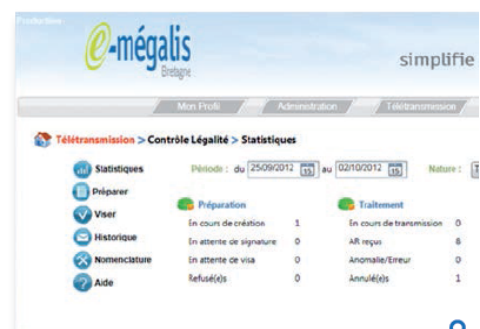 Production
e-mégalis
Bretagne
simplifie
Mon Profil Administration Télétransmission
Télétransmission > Contrôle Légalité > Statistiques
Statistiques Période : du 25/09/2012 au 02/10/2012 Nature :
Préparer
Préparation Traitement
Viser
En cours de création 1 En cours de transmission 0
Historique
En attente de signature 0 AR reçus 8
Nomenclature
En attente de visa 0 Anomalie/Erreur 0
Aide
Refusé(e)s 0 Annulé(e)s 1